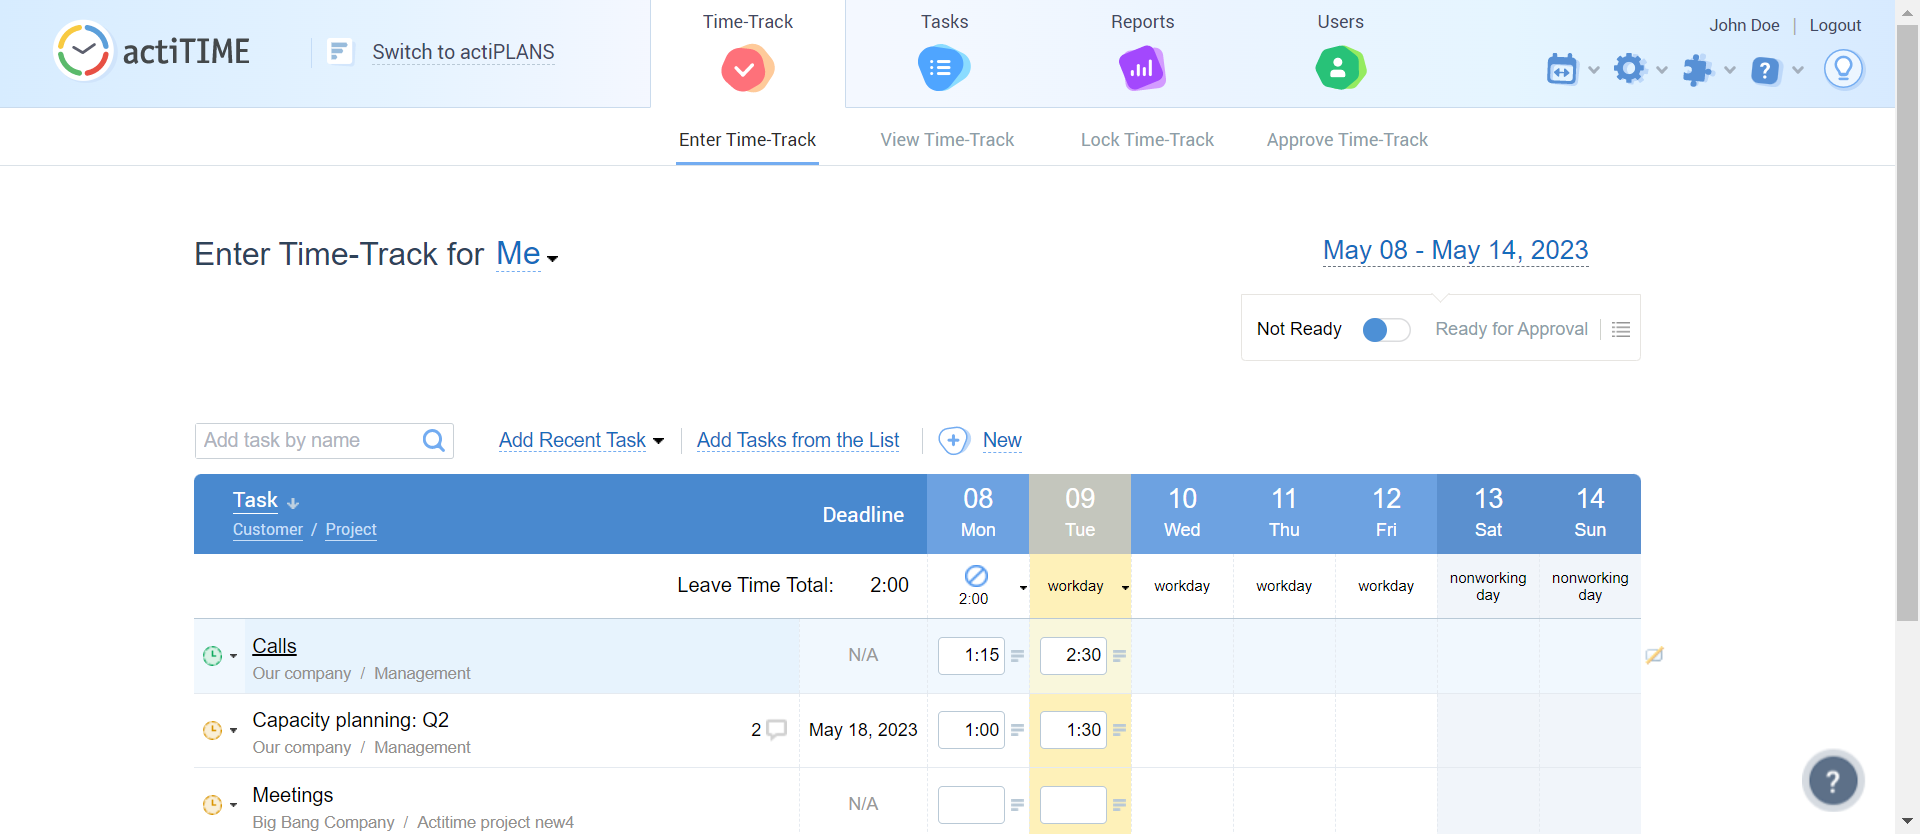 actiTIME
Switch to actiPLANS
Time-Track
Tasks
Reports
Users
John Doe | Logout
Enter Time-Track
View Time-Track
Lock Time-Track
Approve Time-Track
Enter Time-Track for Me
May 08 - May 14, 2023
Not Ready
Ready for Approval
Add task by name
Add Recent Task
Add Tasks from the List
New
Task
Customer / Project
Deadline
08 Mon
09 Tue
10 Wed
11 Thu
12 Fri
13 Sat
14 Sun
Leave Time Total: 2:00
2:00
workday
workday
workday
workday
nonworking
day
nonworking
day
Calls
Our company / Management
N/A
1:15
2:30
Capacity planning: Q2
Our company / Management
2
May 18, 2023
1:00
1:30
Meetings
Big Bang Company / Actitime project new4
N/A
?